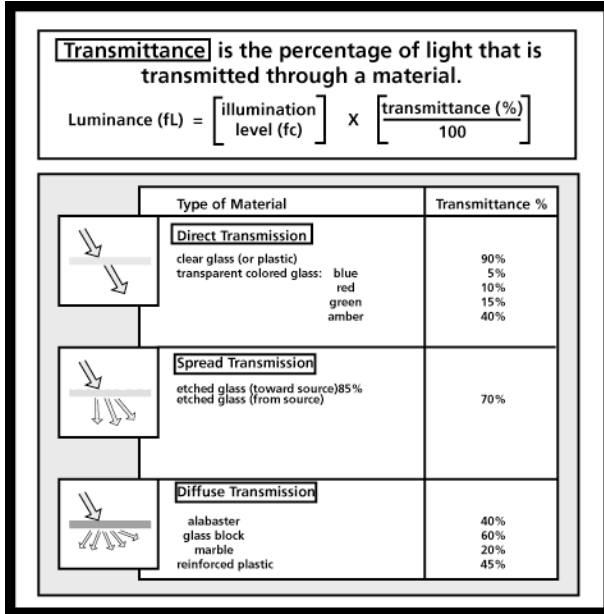 Transmittance is the percentage of light that is
transmitted through a material.
Luminance (fL) = [illumination level (fc)] X [transmittance (%) / 100]
Type of Material Transmittance %
Direct Transmission
clear glass (or plastic) 90%
transparent colored glass: blue 5%
red 10%
green 15%
amber 40%
Spread Transmission
etched glass (toward source)85%
etched glass (from source) 70%
Diffuse Transmission
alabaster 40%
glass block 60%
marble 20%
reinforced plastic 45%